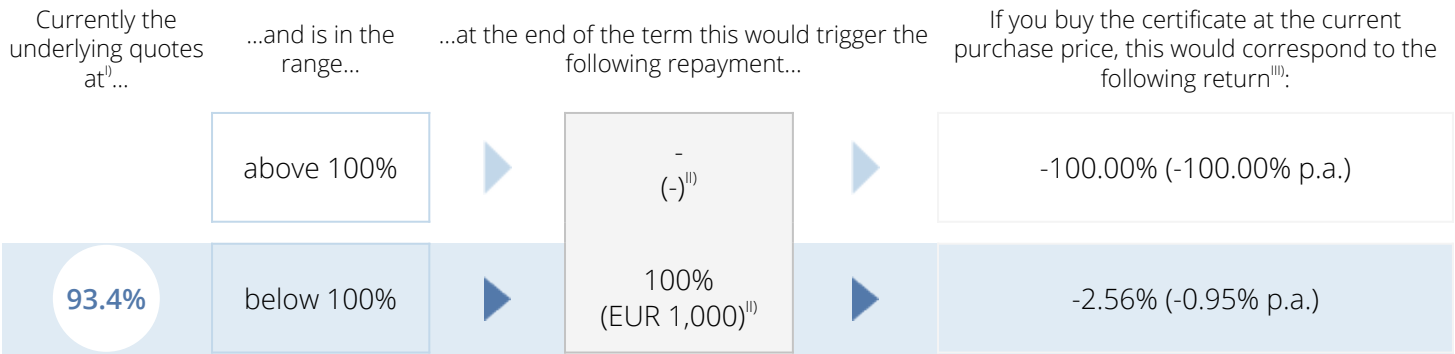 Currently the
underlying quotes
at^I)...
...and is in the
range...
...at the end of the term this would trigger the
following repayment...
If you buy the certificate at the current
purchase price, this would correspond to the
following return^III):
above 100%
-
(-)^II)
-100.00% (-100.00% p.a.)
93.4%
below 100%
100%
(EUR 1,000)^II)
-2.56% (-0.95% p.a.)